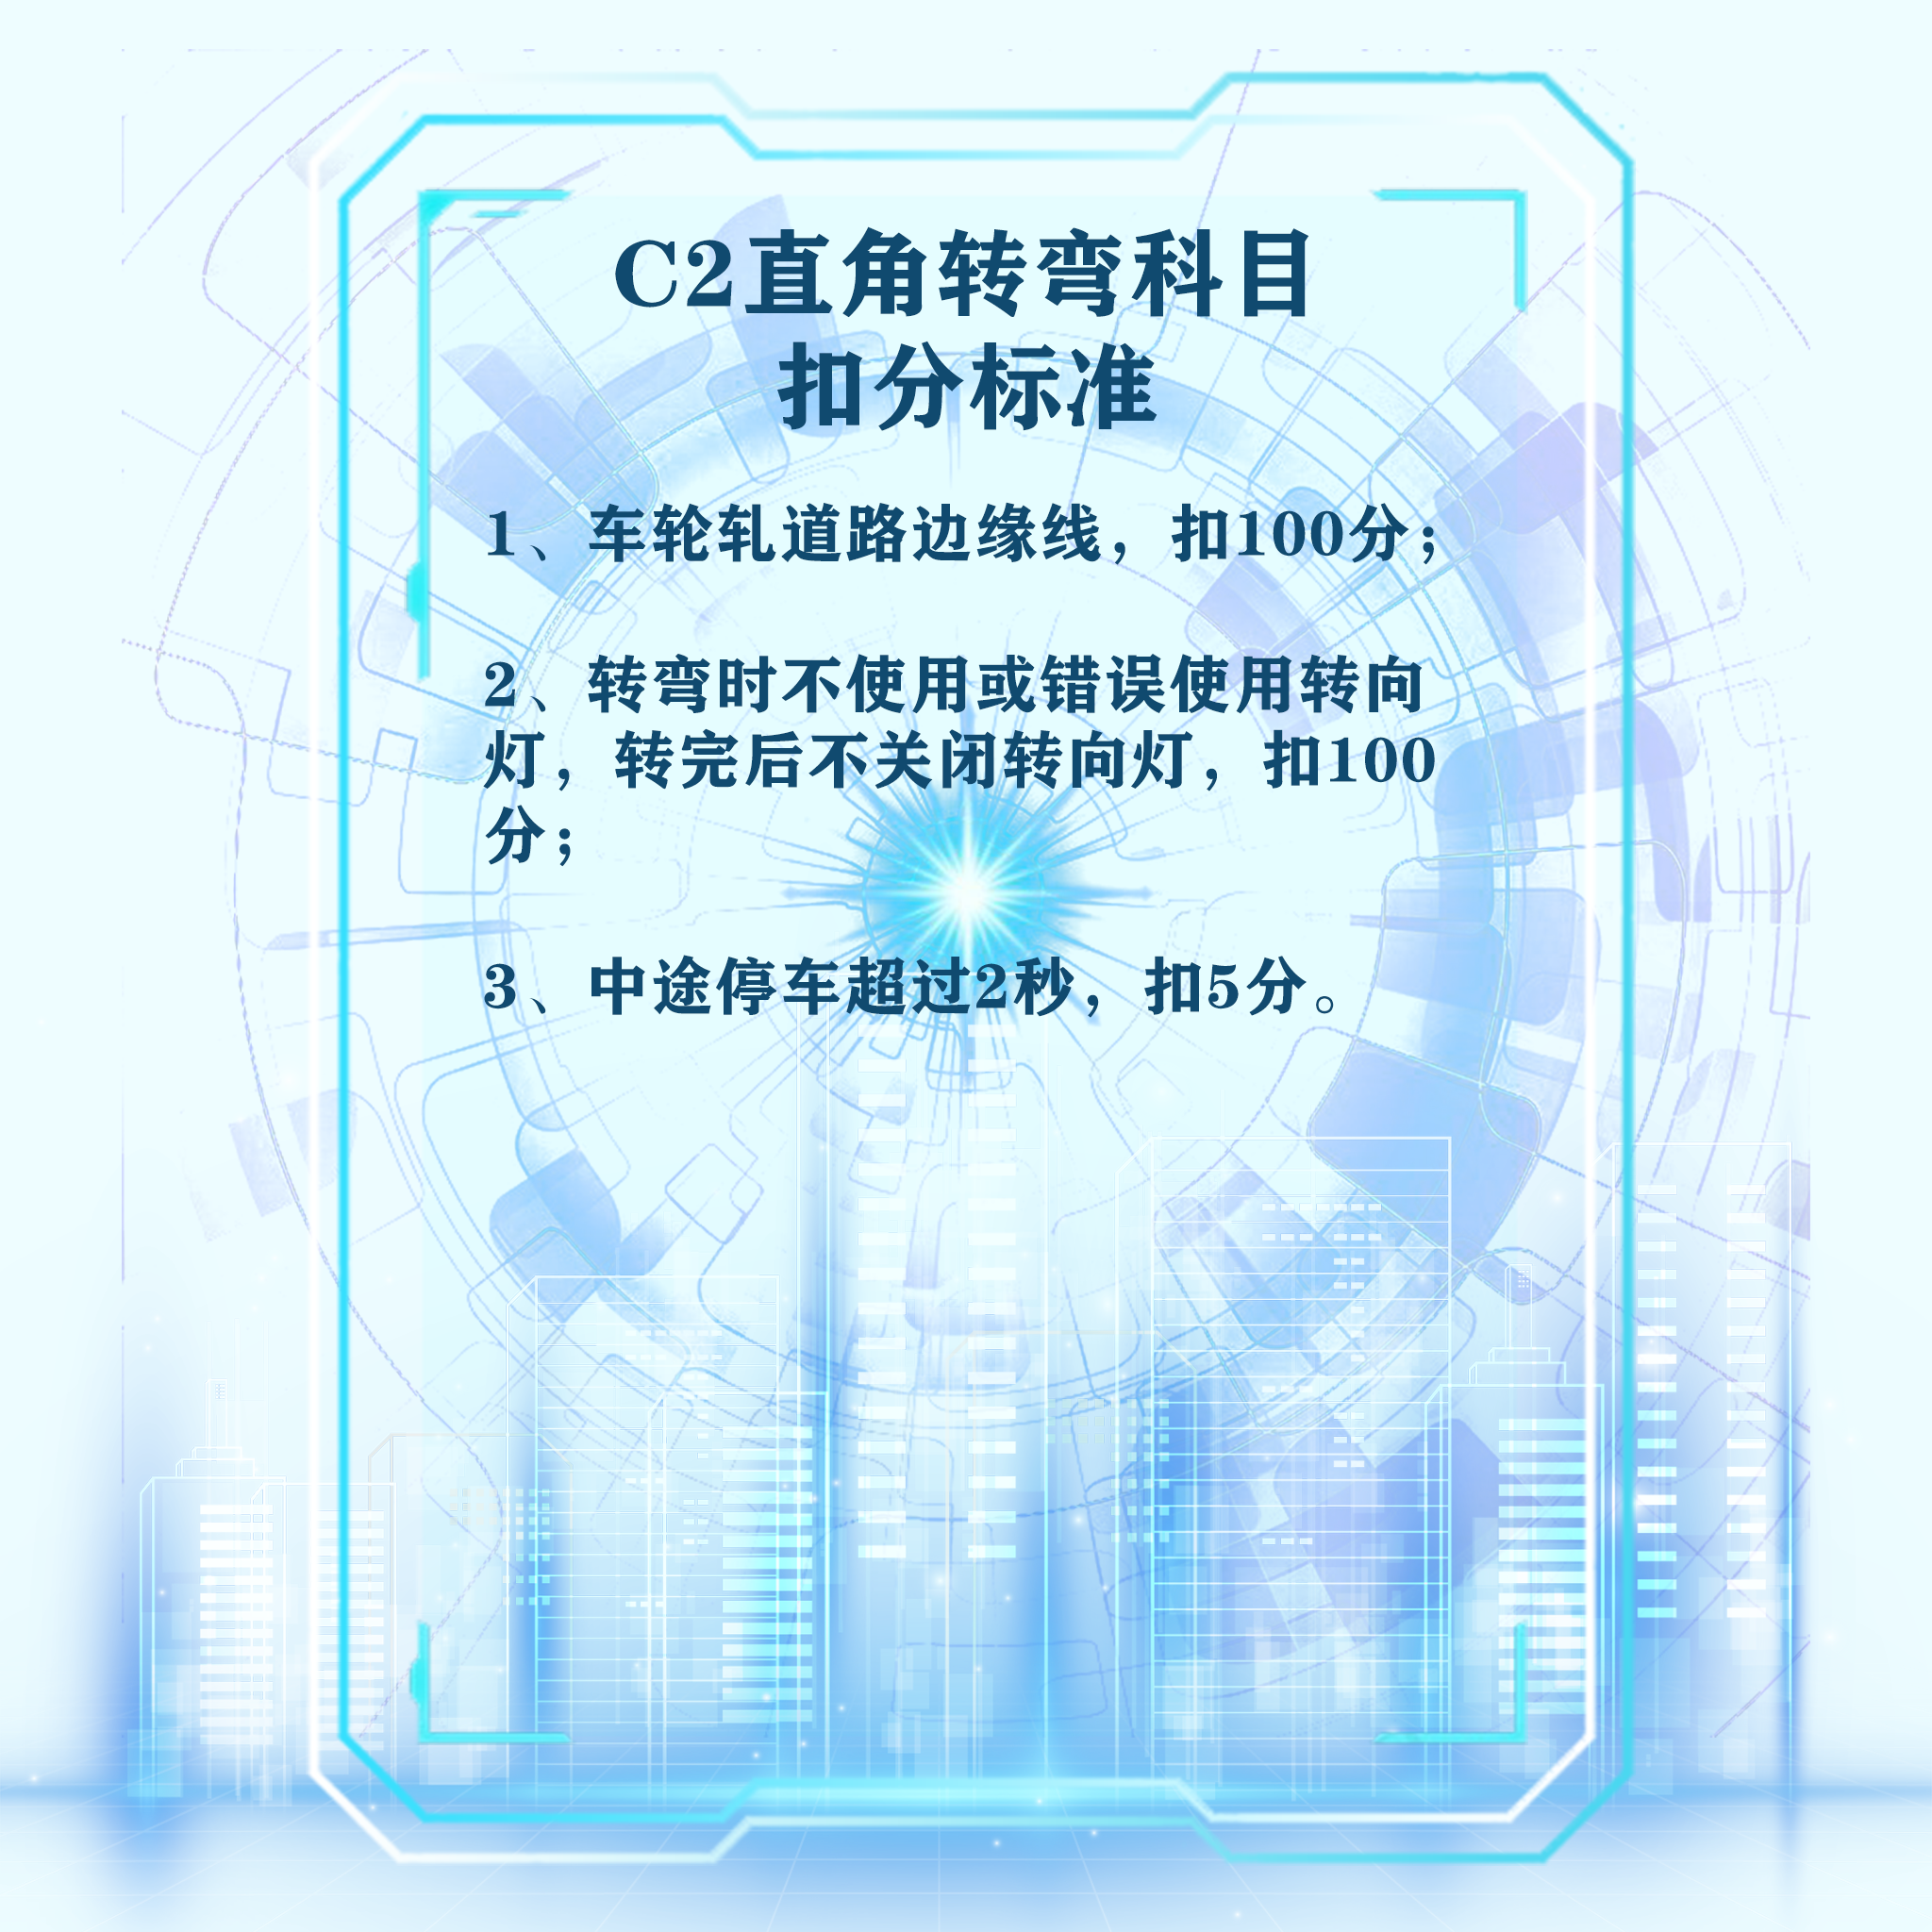 C2直角转弯科目
扣分标准
1、车轮轧道路边缘线，扣100分；
2、转弯时不使用或错误使用转向
灯，转完后不关闭转向灯，扣100
分；
3、中途停车超过2秒，扣5分。